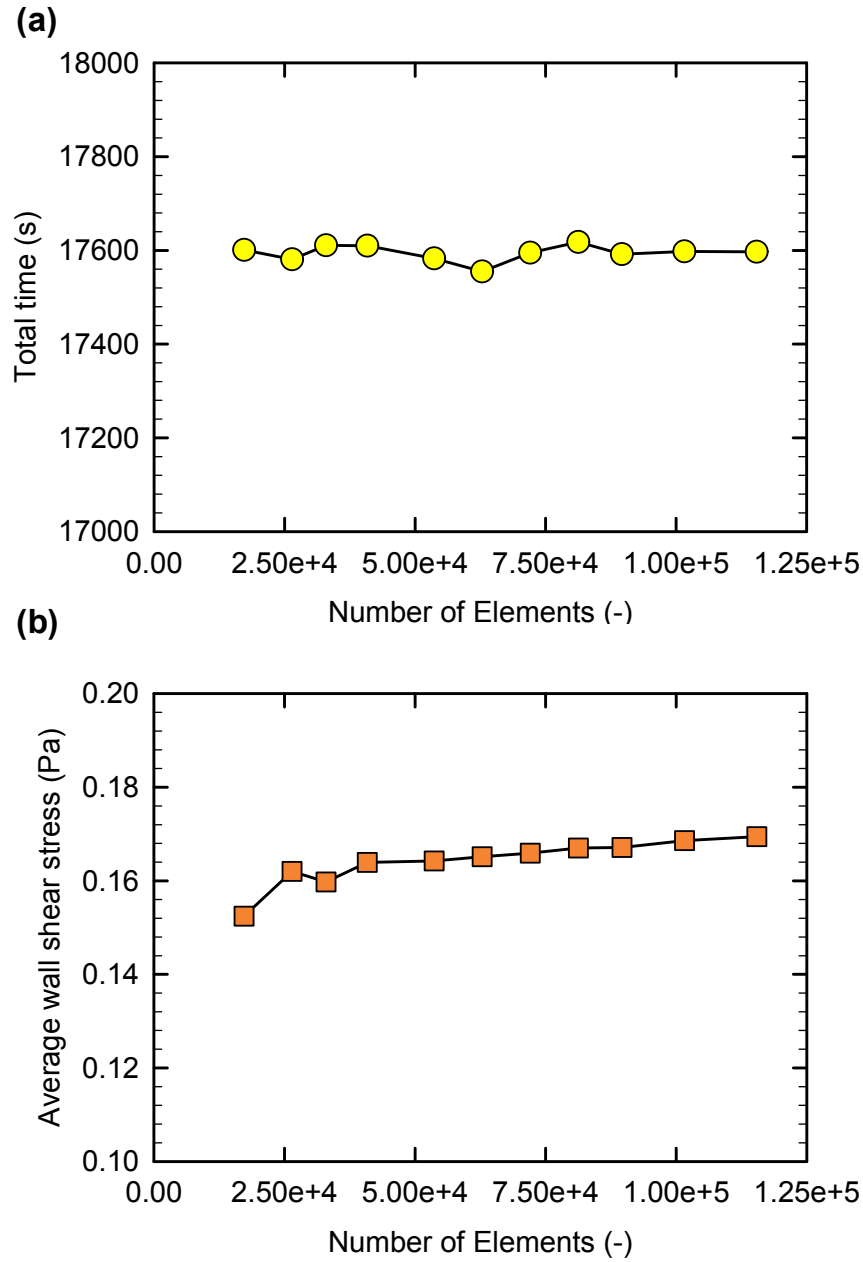 (a)
18000
17800
17600
17400
17200
17000
Total time (s)
0.00 2.50e+4 5.00e+4 7.50e+4 1.00e+5 1.25e+5
Number of Elements (-)
(b)
0.20
0.18
0.16
0.14
0.12
0.10
Average wall shear stress (Pa)
0.00 2.50e+4 5.00e+4 7.50e+4 1.00e+5 1.25e+5
Number of Elements (-)